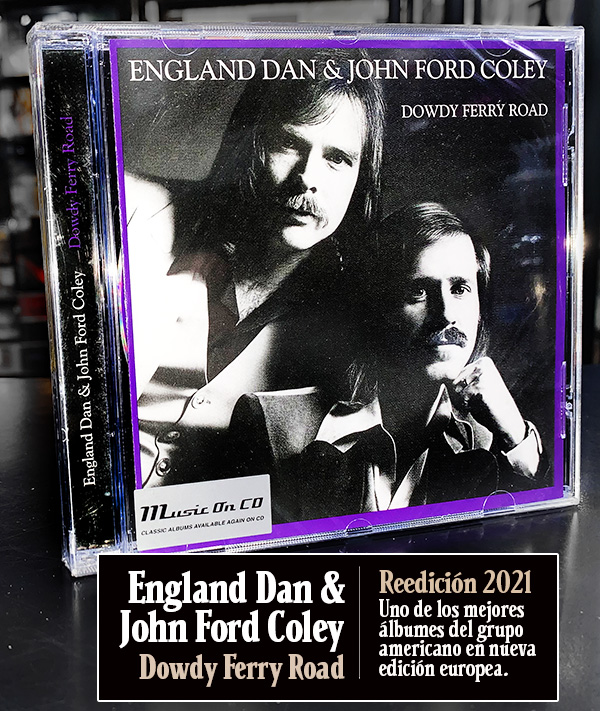 ENGLAND DAN & JOHN FORD COLEY
DOWDY FERRY ROAD
England Dan & John Ford Coley Dowdy Ferry Road
Music On CD
CLASSIC ALBUMS AVAILABLE AGAIN ON CD
England Dan &
John Ford Coley
Dowdy Ferry Road
Reedición 2021
Uno de los mejores
álbumes del grupo
americano en nueva
edición europea.